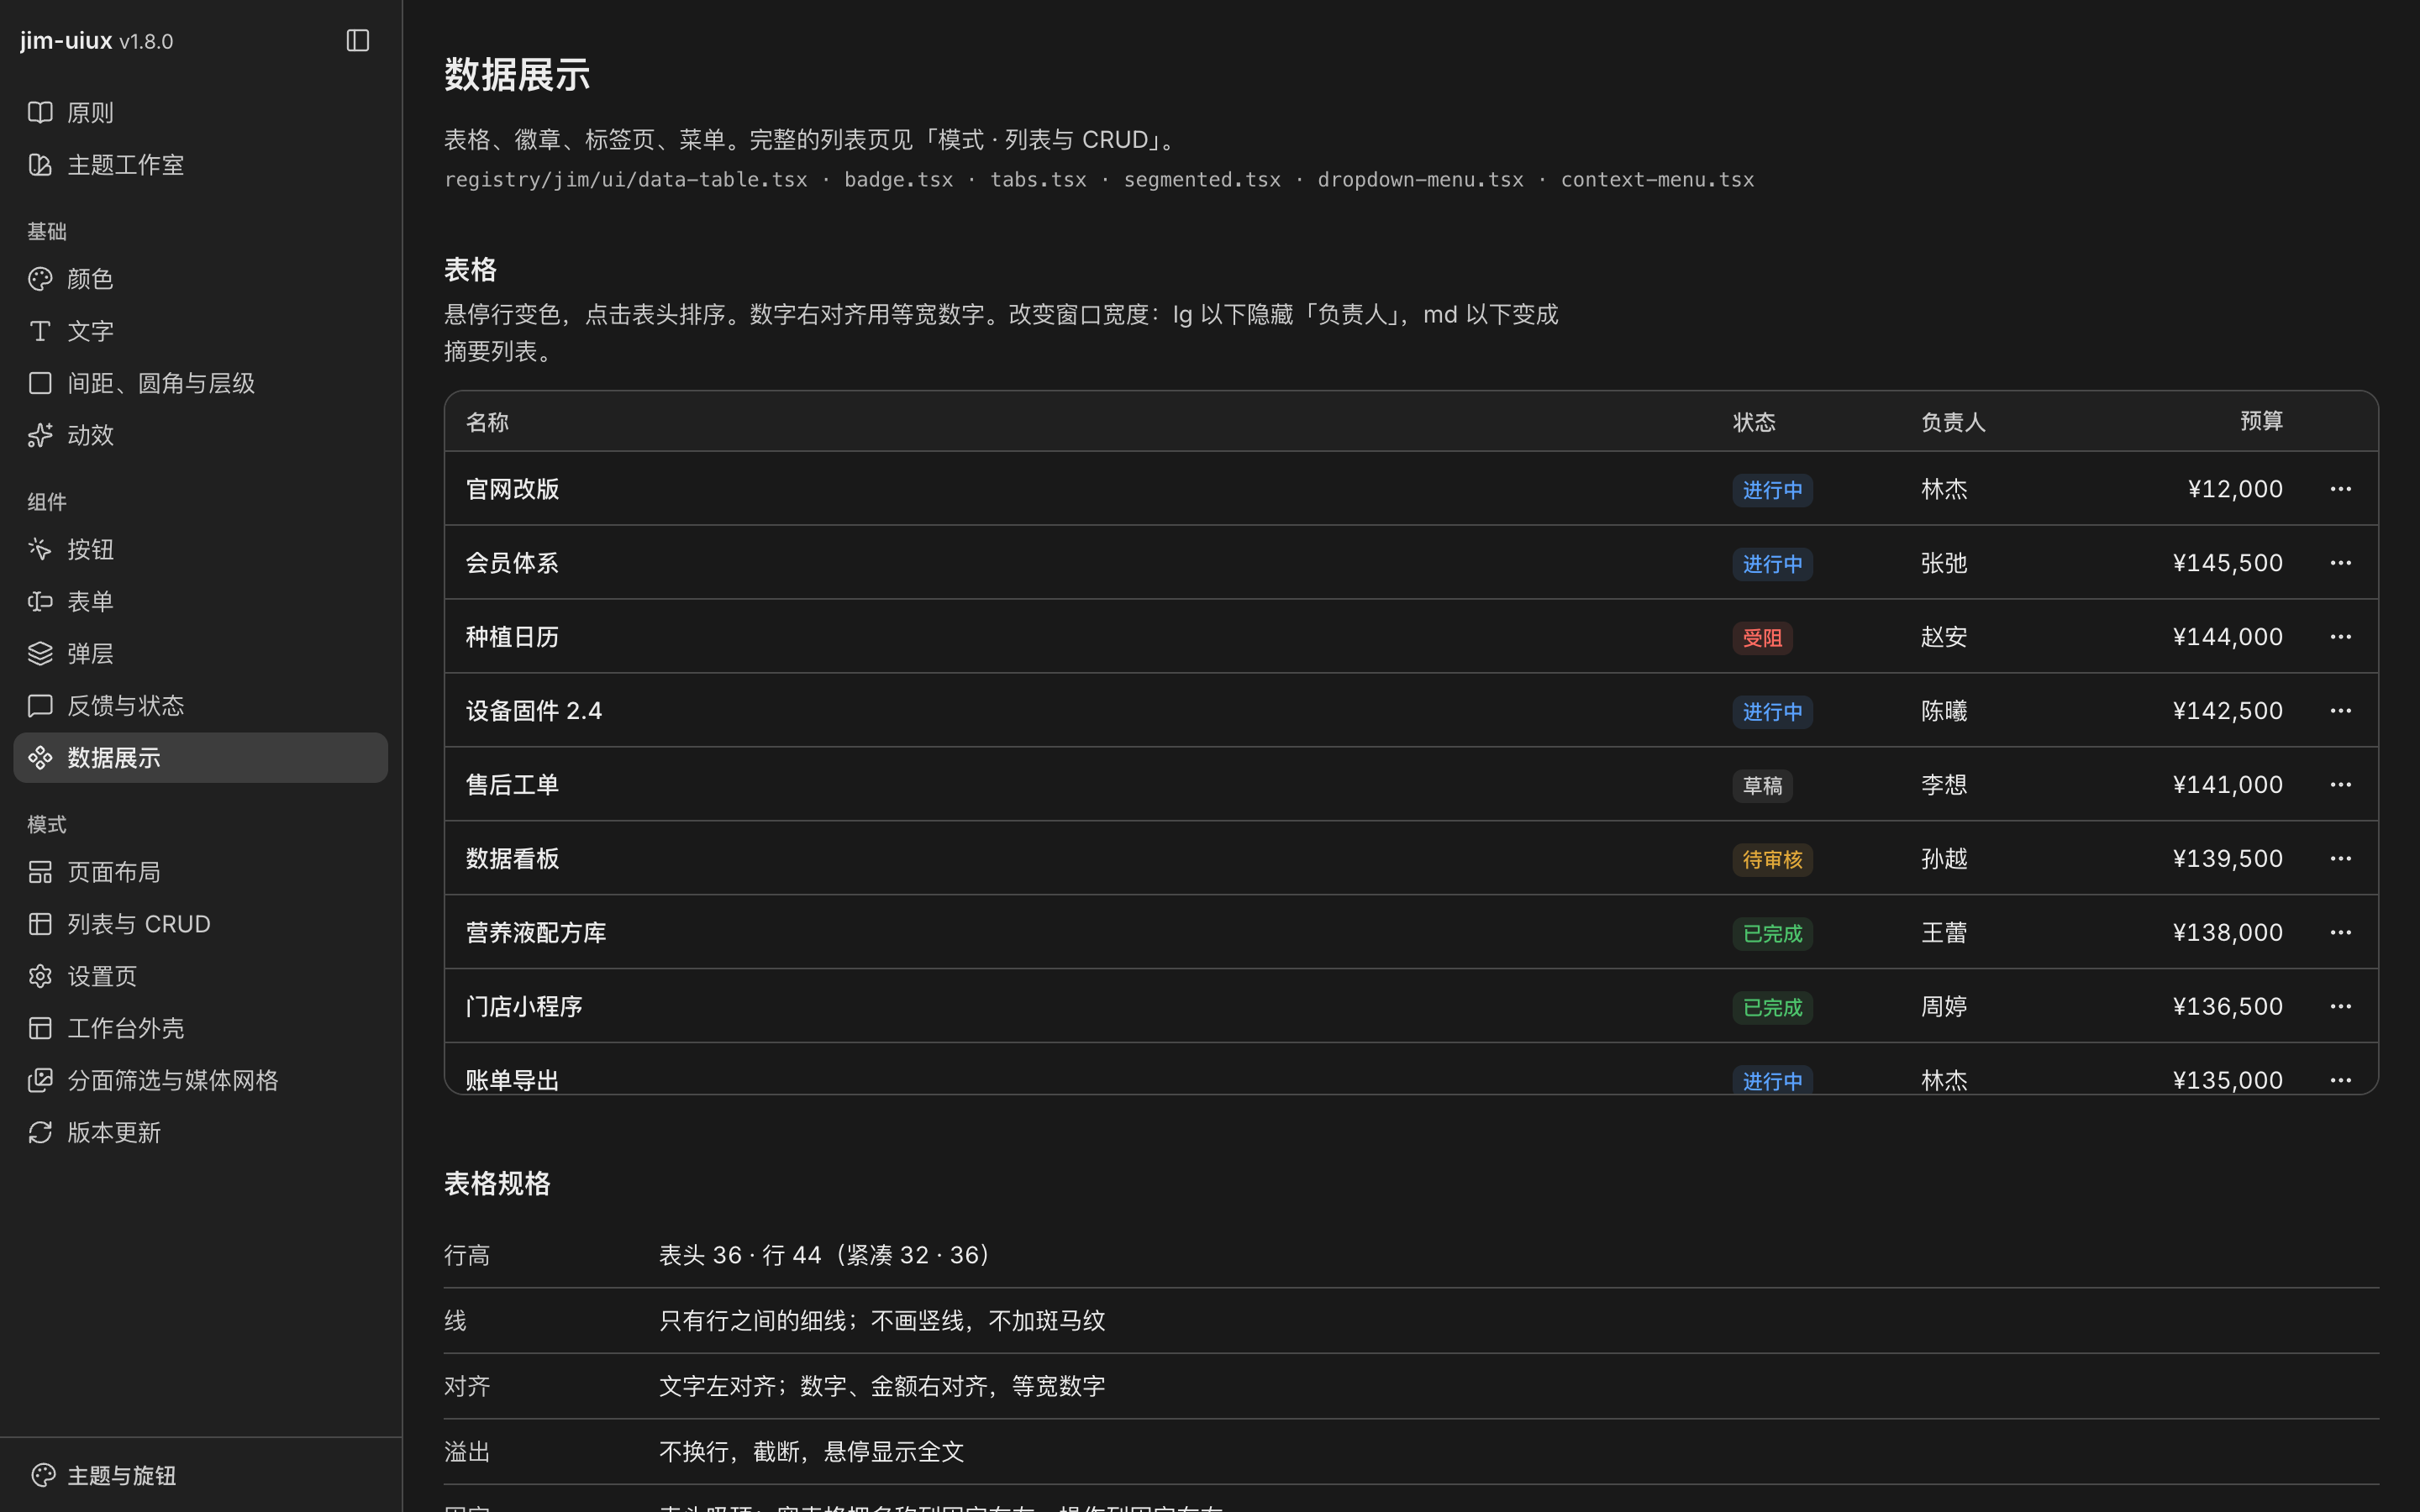 jim-uiux v1.8.0
原则
主题工作室
基础
颜色
文字
间距、圆角与层级
动效
组件
按钮
表单
弹层
反馈与状态
数据展示
模式
页面布局
列表与 CRUD
设置页
工作台外壳
分面筛选与媒体网格
版本更新
主题与旋钮
数据展示
表格、徽章、标签页、菜单。完整的列表页见「模式 · 列表与 CRUD」。
registry/jim/ui/data-table.tsx · badge.tsx · tabs.tsx · segmented.tsx · dropdown-menu.tsx · context-menu.tsx
表格
悬停行变色，点击表头排序。数字右对齐用等宽数字。改变窗口宽度：lg 以下隐藏「负责人」，md 以下变成
摘要列表。
名称 状态 负责人 预算
官网改版 进行中 林杰 ¥12,000
会员体系 进行中 张弛 ¥145,500
种植日历 受阻 赵安 ¥144,000
设备固件 2.4 进行中 陈曦 ¥142,500
售后工单 草稿 李想 ¥141,000
数据看板 待审核 孙越 ¥139,500
营养液配方库 已完成 王蕾 ¥138,000
门店小程序 已完成 周婷 ¥136,500
账单导出 进行中 林杰 ¥135,000
表格规格
行高 表头 36 · 行 44（紧凑 32 · 36）
线 只有行之间的细线；不画竖线，不加斑马纹
对齐 文字左对齐；数字、金额右对齐，等宽数字
溢出 不换行，截断，悬停显示全文